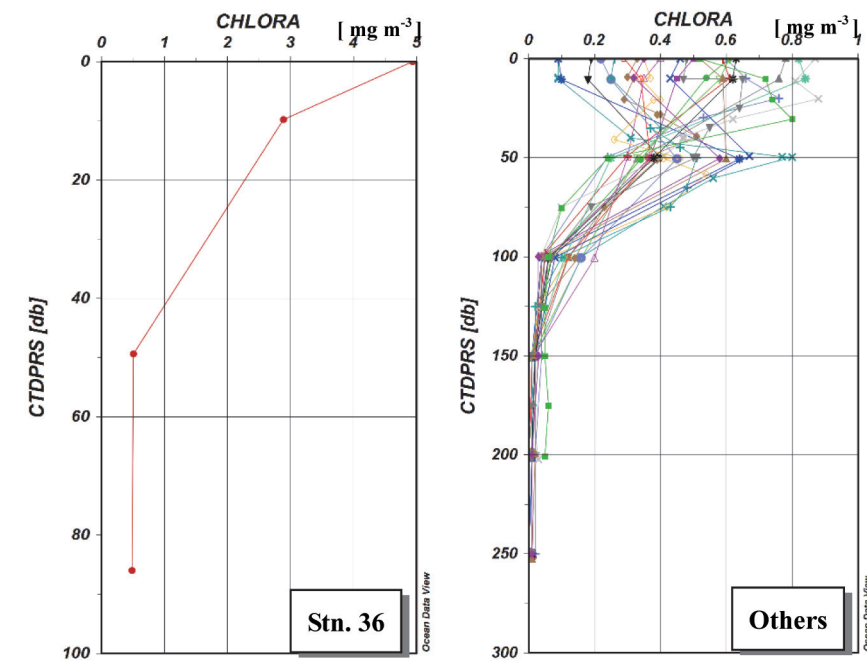 CHLORA
[ mg m-3]
0 1 2 3 4 5
0
20
40
60
80
100
CTDPRS [db]
Stn. 36
Ocean Data View
CHLORA
[ mg m-3]
0 0.2 0.4 0.6 0.8 1
0
50
100
150
200
250
300
CTDPRS [db]
Others
Ocean Data View